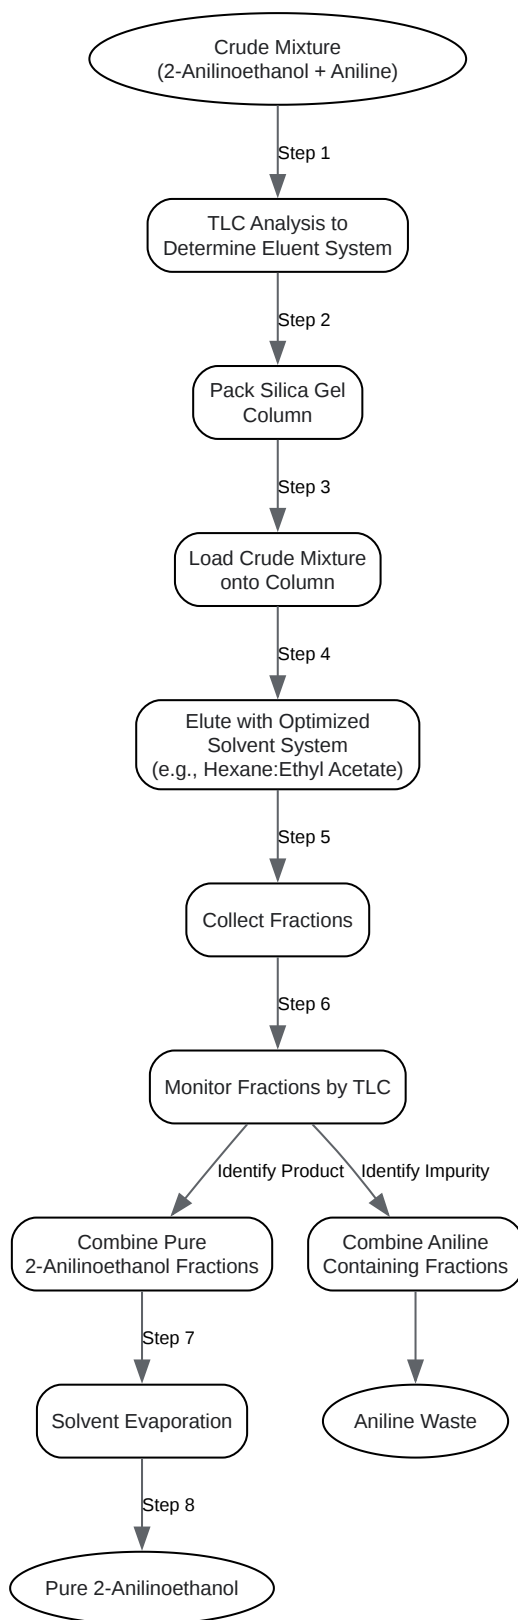 Crude Mixture
(2-Anilinoethanol + Aniline)
Step 1
TLC Analysis to
Determine Eluent System
Step 2
Pack Silica Gel
Column
Step 3
Load Crude Mixture
onto Column
Step 4
Elute with Optimized
Solvent System
(e.g., Hexane:Ethyl Acetate)
Step 5
Collect Fractions
Step 6
Monitor Fractions by TLC
Identify Product
Identify Impurity
Combine Pure
2-Anilinoethanol Fractions
Combine Aniline
Containing Fractions
Step 7
Solvent Evaporation
Aniline Waste
Step 8
Pure 2-Anilinoethanol